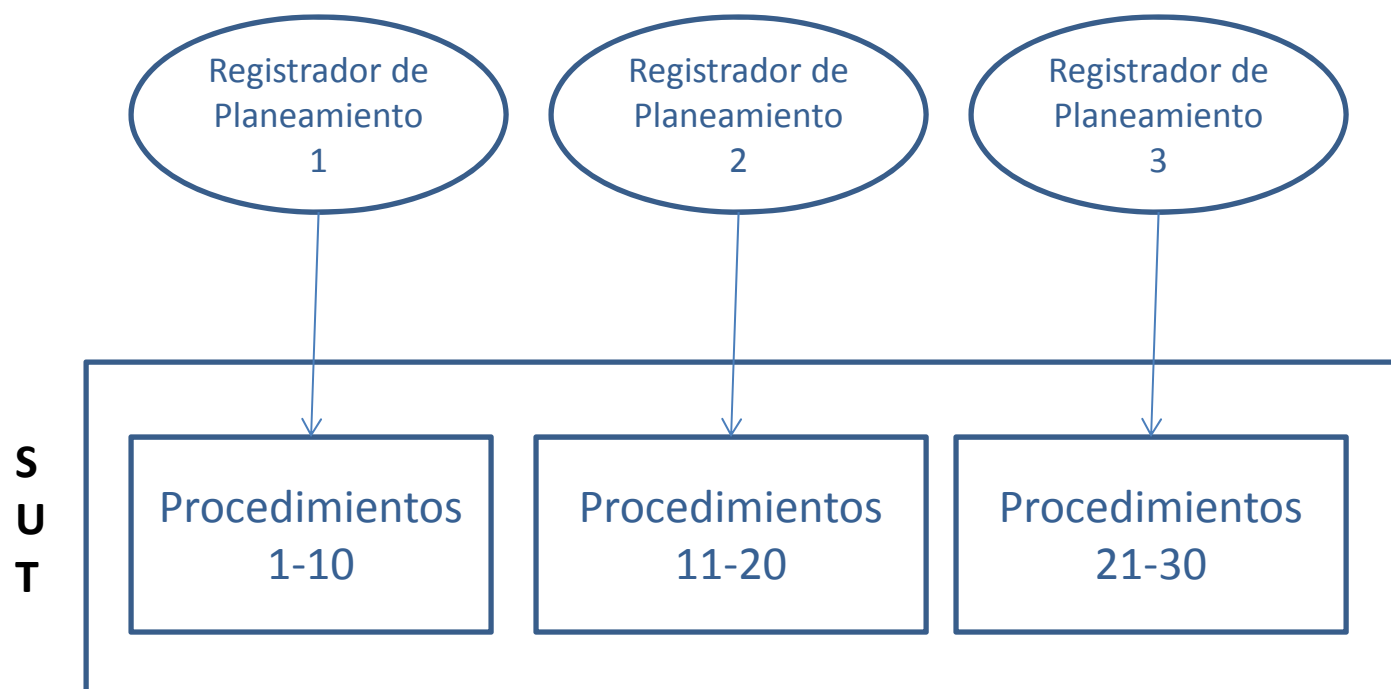 Registrador de
Planeamiento
1
Registrador de
Planeamiento
2
Registrador de
Planeamiento
3
S
U
T
Procedimientos
1-10
Procedimientos
11-20
Procedimientos
21-30